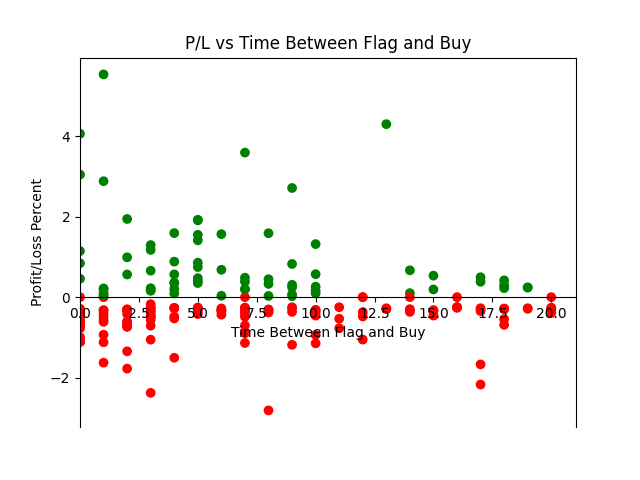 P/L vs Time Between Flag and Buy
Profit/Loss Percent
4
2
0
−2
0.0 2.5 5.0 7.5 10.0 12.5 15.0 17.5 20.0
Time Between Flag and Buy